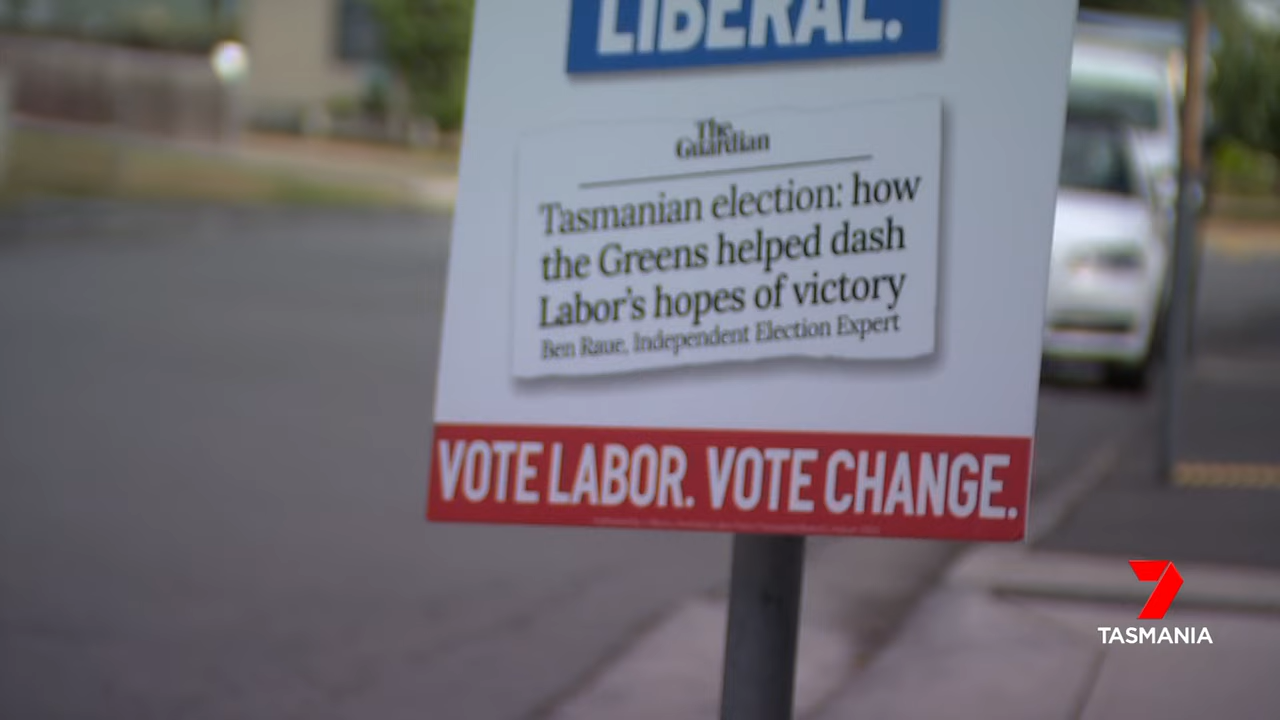 LIBERAL.
The
Guardian
Tasmanian election: how
the Greens helped dash
Labor's hopes of victory
Ben Raue, Independent Election Expert
VOTE LABOR. VOTE CHANGE.
7
TASMANIA